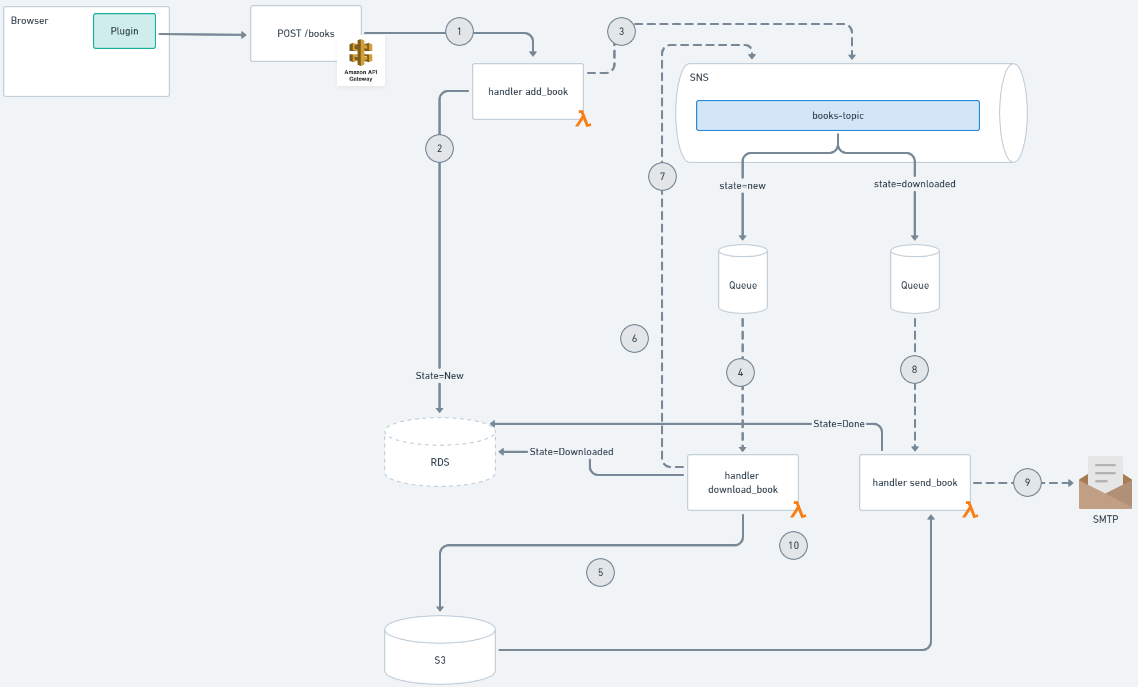 Browser
Plugin
POST /books
Amazon API
Gateway
1
handler add_book
λ
2
3
SNS
books-topic
7
state=new
state=downloaded
Queue
Queue
6
4
8
State=New
State=Done
State=Downloaded
RDS
handler
download_book
λ
handler send_book
λ
9
SMTP
10
5
S3